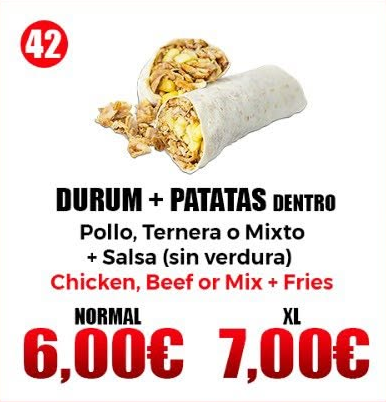 42
DURUM + PATATAS DENTRO
Pollo, Ternera o Mixto
+ Salsa (sin verdura)
Chicken, Beef or Mix + Fries
NORMAL XL
6,00€ 7,00€